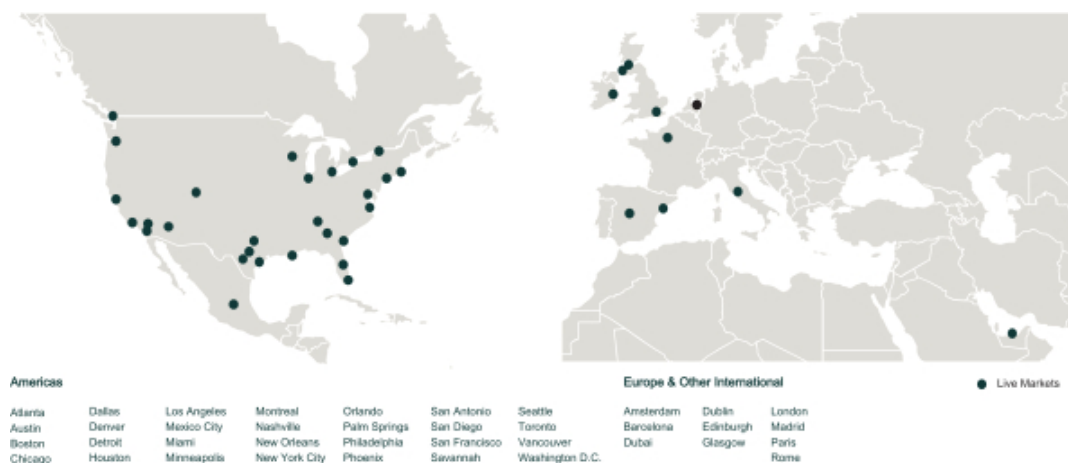 Americas
Europe & Other International
Live Markets
Atlanta Dallas Los Angeles Montreal Orlando San Antonio Seattle Amsterdam Dublin London
Austin Denver Mexico City Nashville Palm Springs San Diego Toronto Barcelona Edinburgh Madrid
Boston Detroit Miami New Orleans Philadelphia San Francisco Vancouver Dubai Glasgow Paris
Chicago Houston Minneapolis New York City Phoenix Savannah Washington D.C. Rome